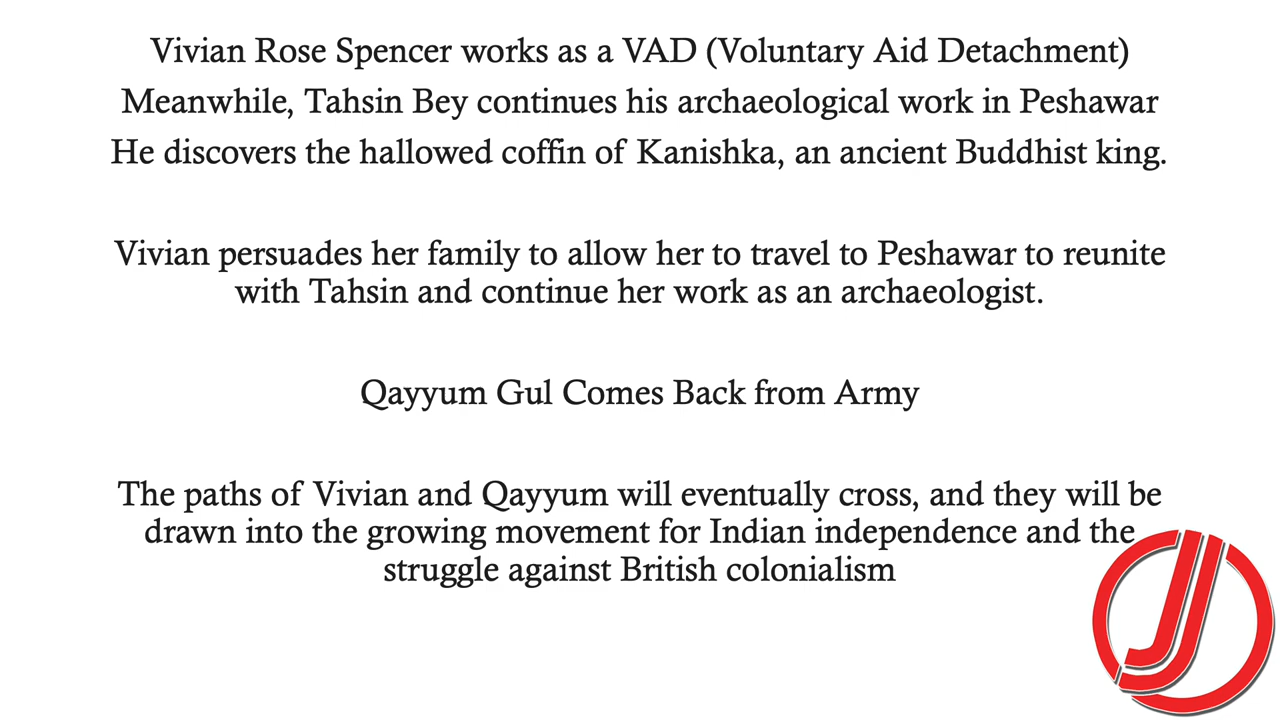 Vivian Rose Spencer works as a VAD (Voluntary Aid Detachment)
Meanwhile, Tahsin Bey continues his archaeological work in Peshawar
He discovers the hallowed coffin of Kanishka, an ancient Buddhist king.
Vivian persuades her family to allow her to travel to Peshawar to reunite
with Tahsin and continue her work as an archaeologist.
Qayyum Gul Comes Back from Army
The paths of Vivian and Qayyum will eventually cross, and they will be
drawn into the growing movement for Indian independence and the
struggle against British colonialism